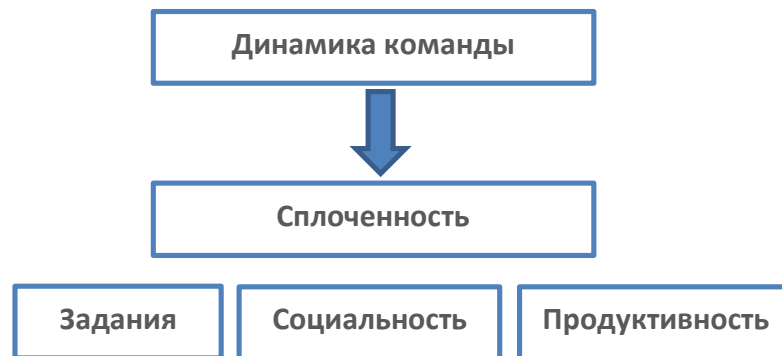 Динамика команды
Сплоченность
Задания
Социальность
Продуктивность